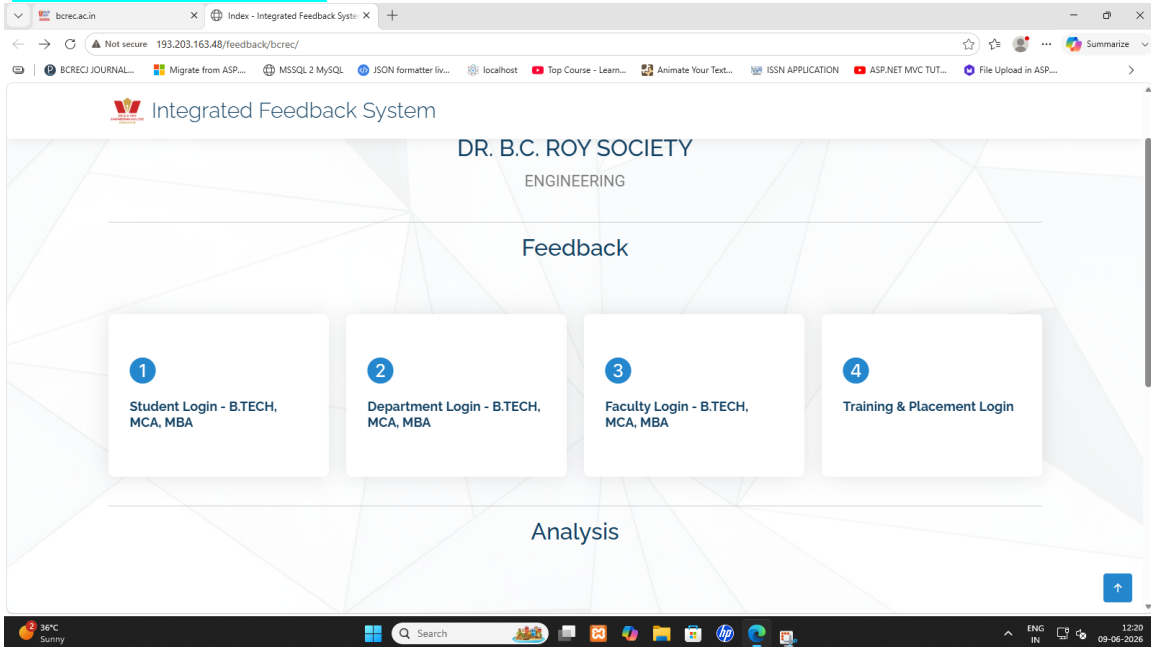 bcrec.ac.in
Index - Integrated Feedback Syste
Not secure 193.203.163.48/feedback/bcrec/
Summarize
BCRECJ JOURNAL...
Migrate from ASP....
MSSQL 2 MySQL
JSON formatter liv...
localhost
Top Course - Learn...
Animate Your Text...
ISSN APPLICATION
ASP.NET MVC TUT...
File Upload in ASP....
Integrated Feedback System
DR. B.C. ROY SOCIETY
ENGINEERING
Feedback
1
Student Login - B.TECH,
MCA, MBA
2
Department Login - B.TECH,
MCA, MBA
3
Faculty Login - B.TECH,
MCA, MBA
4
Training & Placement Login
Analysis
2
36°C
Sunny
Search
hp
ENG
IN
12:20
09-06-2026